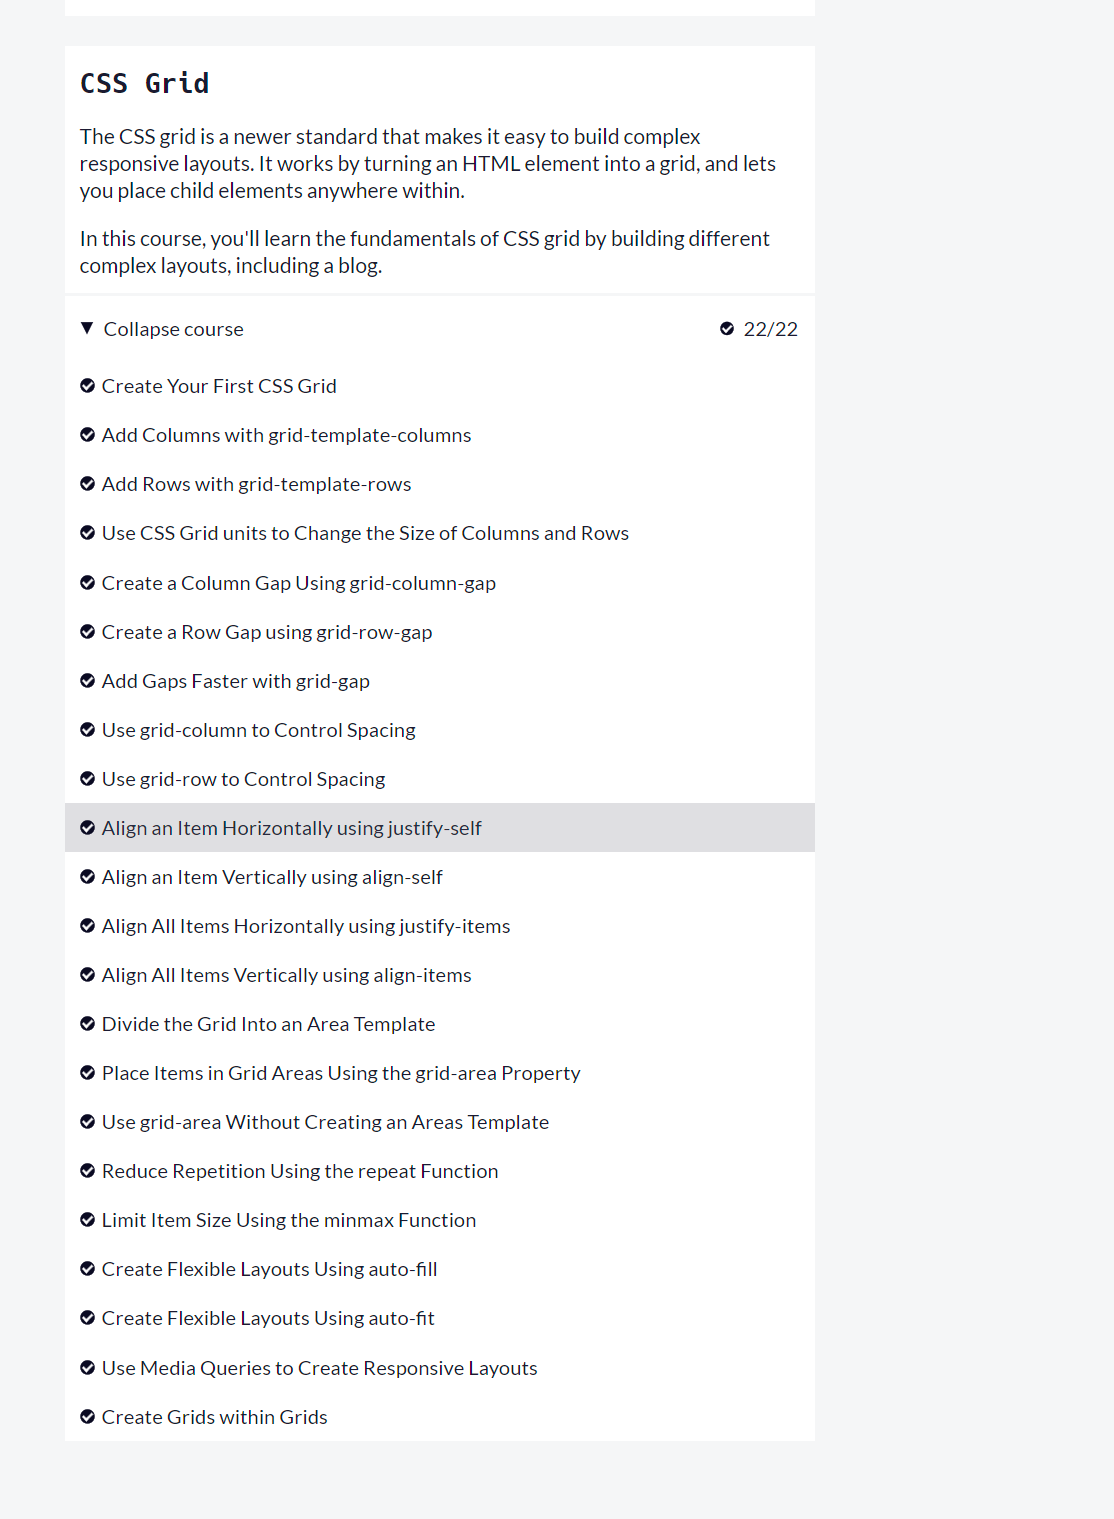 CSS Grid
The CSS grid is a newer standard that makes it easy to build complex
responsive layouts. It works by turning an HTML element into a grid, and lets
you place child elements anywhere within.
In this course, you'll learn the fundamentals of CSS grid by building different
complex layouts, including a blog.
Collapse course 22/22
Create Your First CSS Grid
Add Columns with grid-template-columns
Add Rows with grid-template-rows
Use CSS Grid units to Change the Size of Columns and Rows
Create a Column Gap Using grid-column-gap
Create a Row Gap using grid-row-gap
Add Gaps Faster with grid-gap
Use grid-column to Control Spacing
Use grid-row to Control Spacing
Align an Item Horizontally using justify-self
Align an Item Vertically using align-self
Align All Items Horizontally using justify-items
Align All Items Vertically using align-items
Divide the Grid Into an Area Template
Place Items in Grid Areas Using the grid-area Property
Use grid-area Without Creating an Areas Template
Reduce Repetition Using the repeat Function
Limit Item Size Using the minmax Function
Create Flexible Layouts Using auto-fill
Create Flexible Layouts Using auto-fit
Use Media Queries to Create Responsive Layouts
Create Grids within Grids